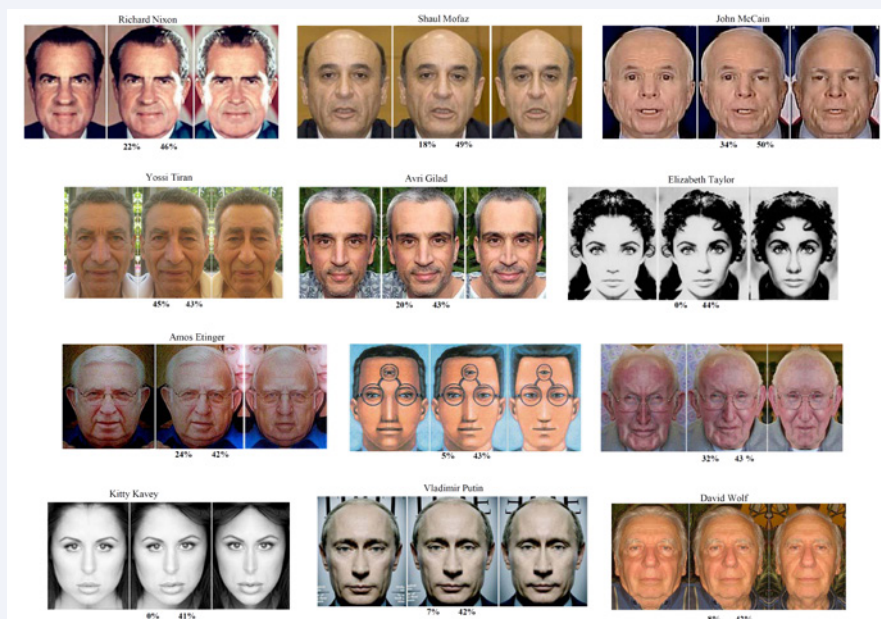 Richard Nixon
Shaul Mofaz
John McCain
22% 46%
18% 49%
34% 50%
Yossi Tiran
Avri Gilad
Elizabeth Taylor
45% 43%
20% 43%
0% 44%
Amos Etinger
24% 42%
5% 43%
32% 43 %
Kitty Kavey
Vladimir Putin
David Wolf
0% 41%
7% 42%